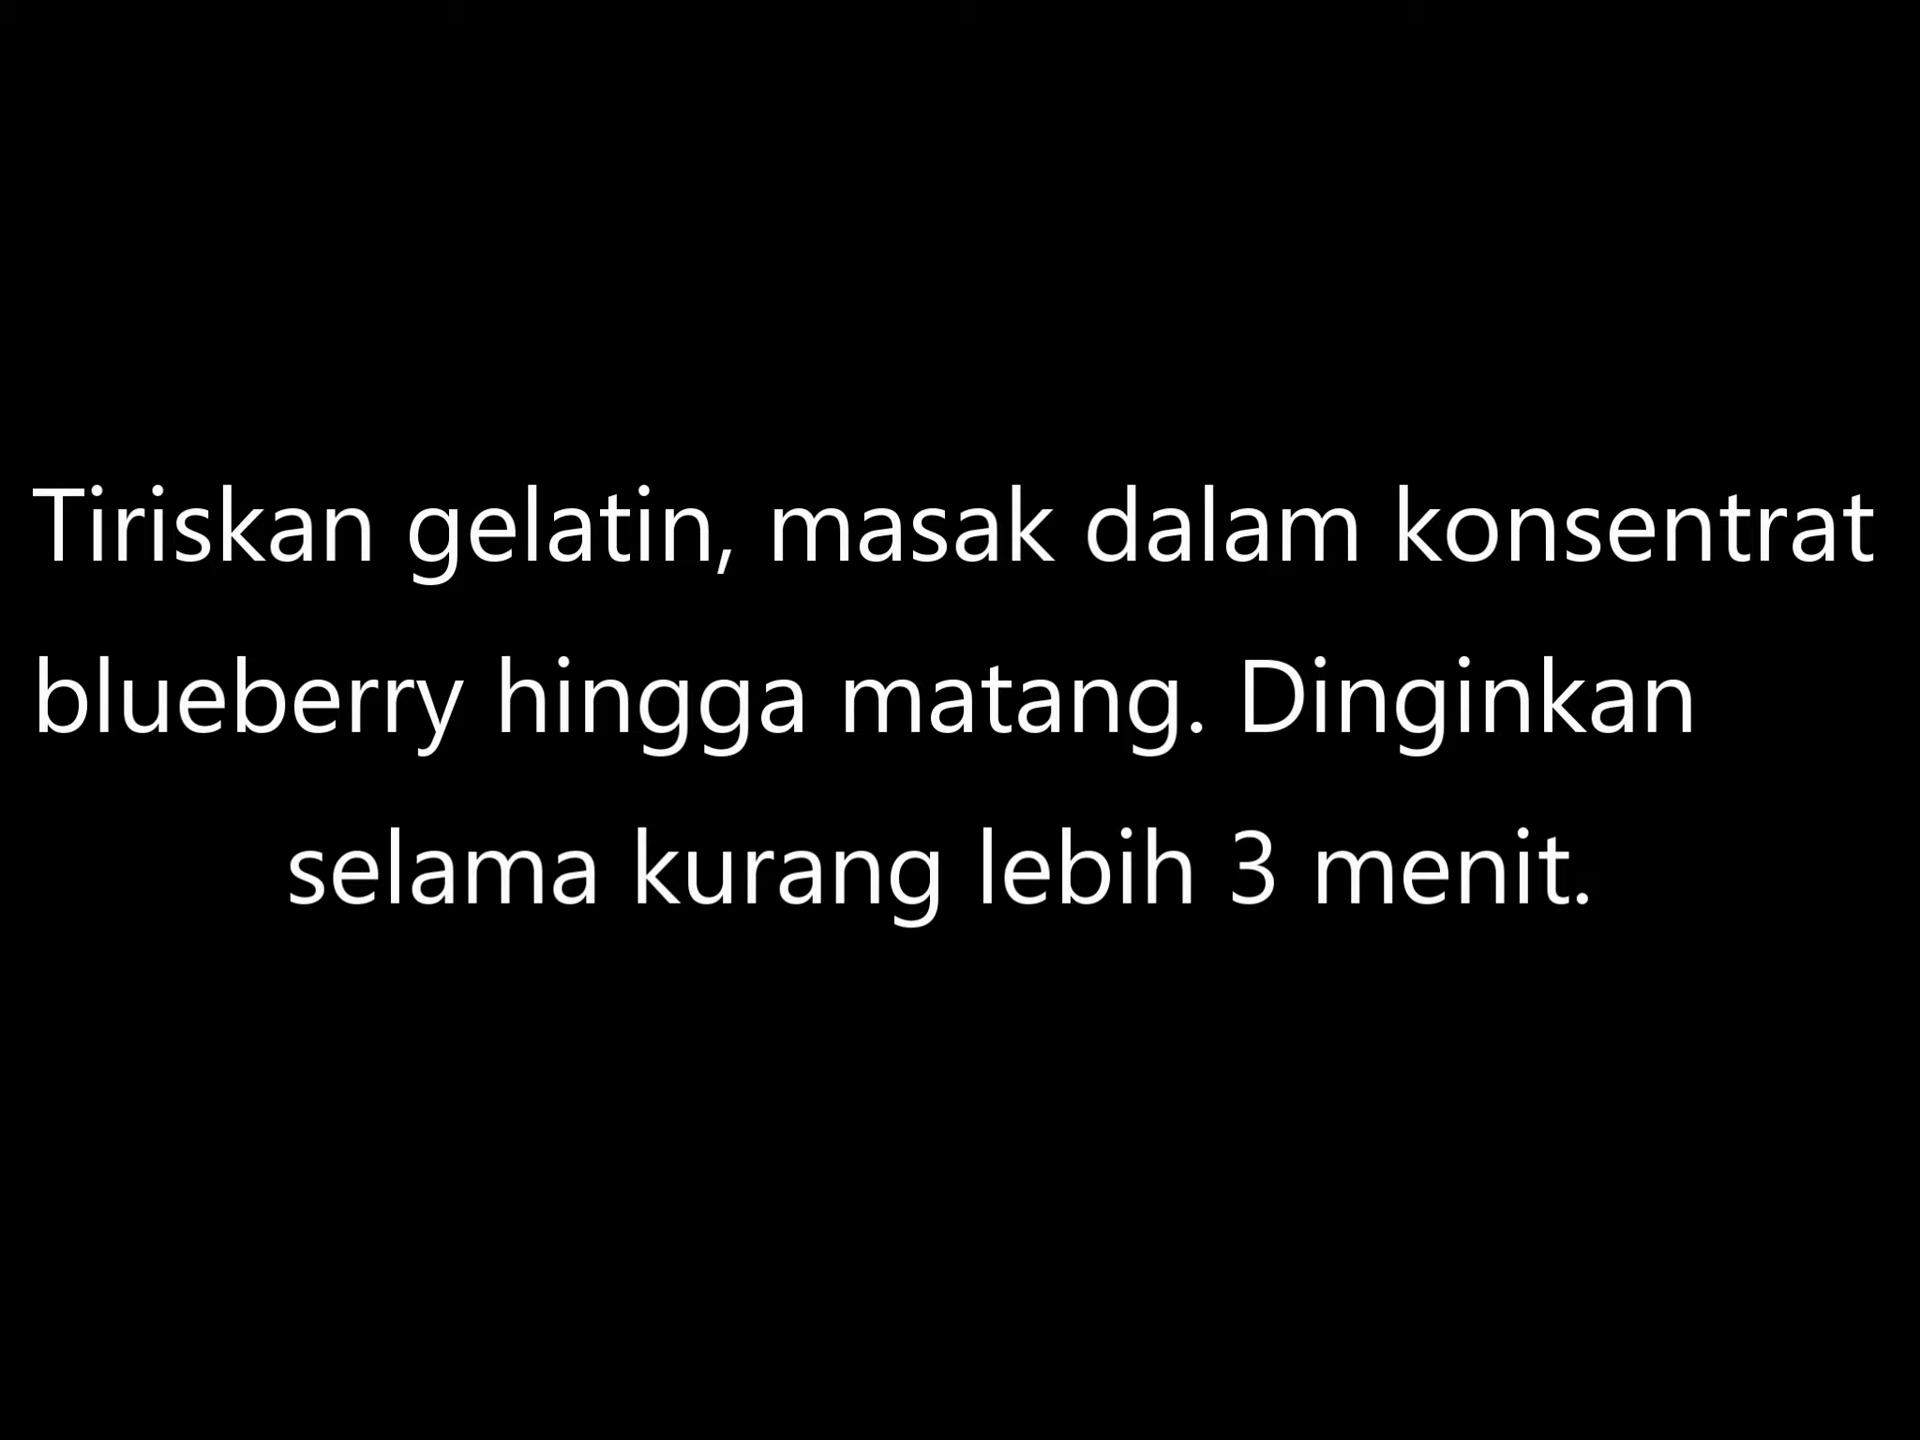 Tiriskan gelatin, masak dalam konsentrat
blueberry hingga matang. Dinginkan
selama kurang lebih 3 menit.